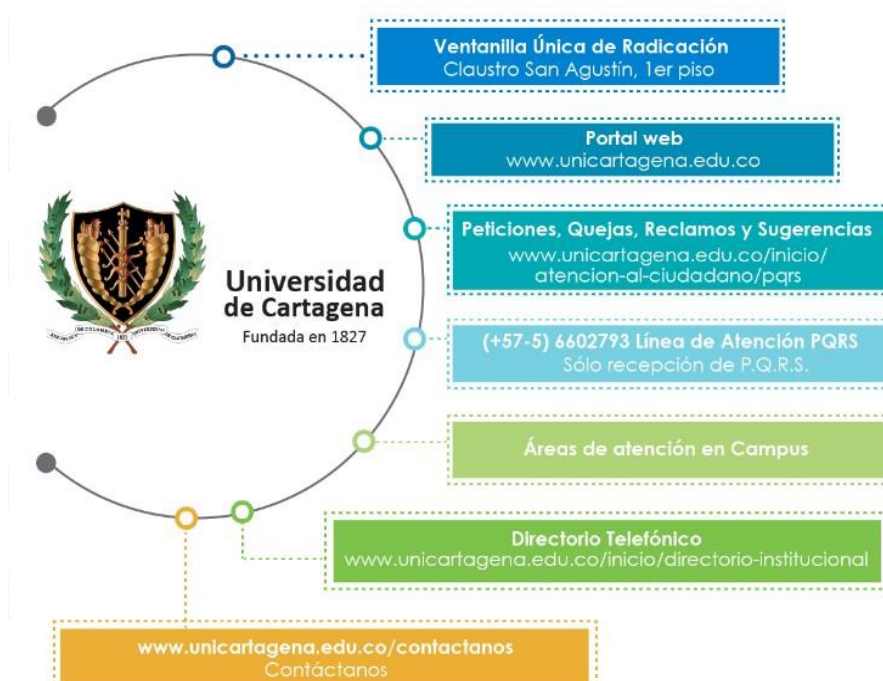 Ventanilla Única de Radicación
Claustro San Agustín, 1er piso
Portal web
www.unicartagena.edu.co
Peticiones, Quejas, Reclamos y Sugerencias
www.unicartagena.edu.co/inicio/
atencion-al-ciudadano/pqrs
Universidad
de Cartagena
Fundada en 1827
(+57-5) 6602793 Línea de Atención PQRS
Sólo recepción de P.Q.R.S.
Áreas de atención en Campus
Directorio Telefónico
www.unicartagena.edu.co/inicio/directorio-institucional
www.unicartagena.edu.co/contactanos
Contáctanos